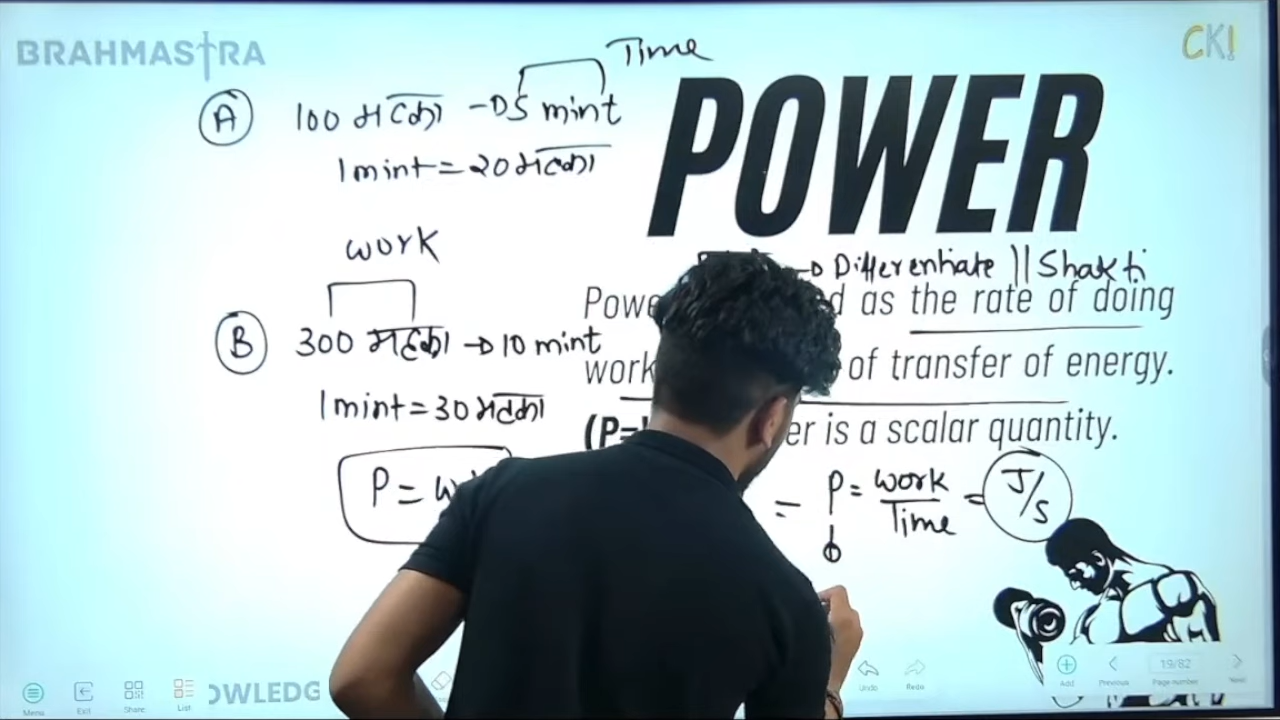 BRAHMASTRA
CK!
Time
(A) 100 मटका → 5 mint
1 mint = 20 मटका
POWER
work
→ Differentiate || Shakti
(B) 300 मटका → 10 mint
1 mint = 30 मटका
Powe d as the rate of doing
work of transfer of energy.
(P= er is a scalar quantity.
P = w
= P = work / Time = J/s
OWLEDG
Menu
Exit
Share
List
Undo
Redo
Add
Previous
19/82
Page number
Next